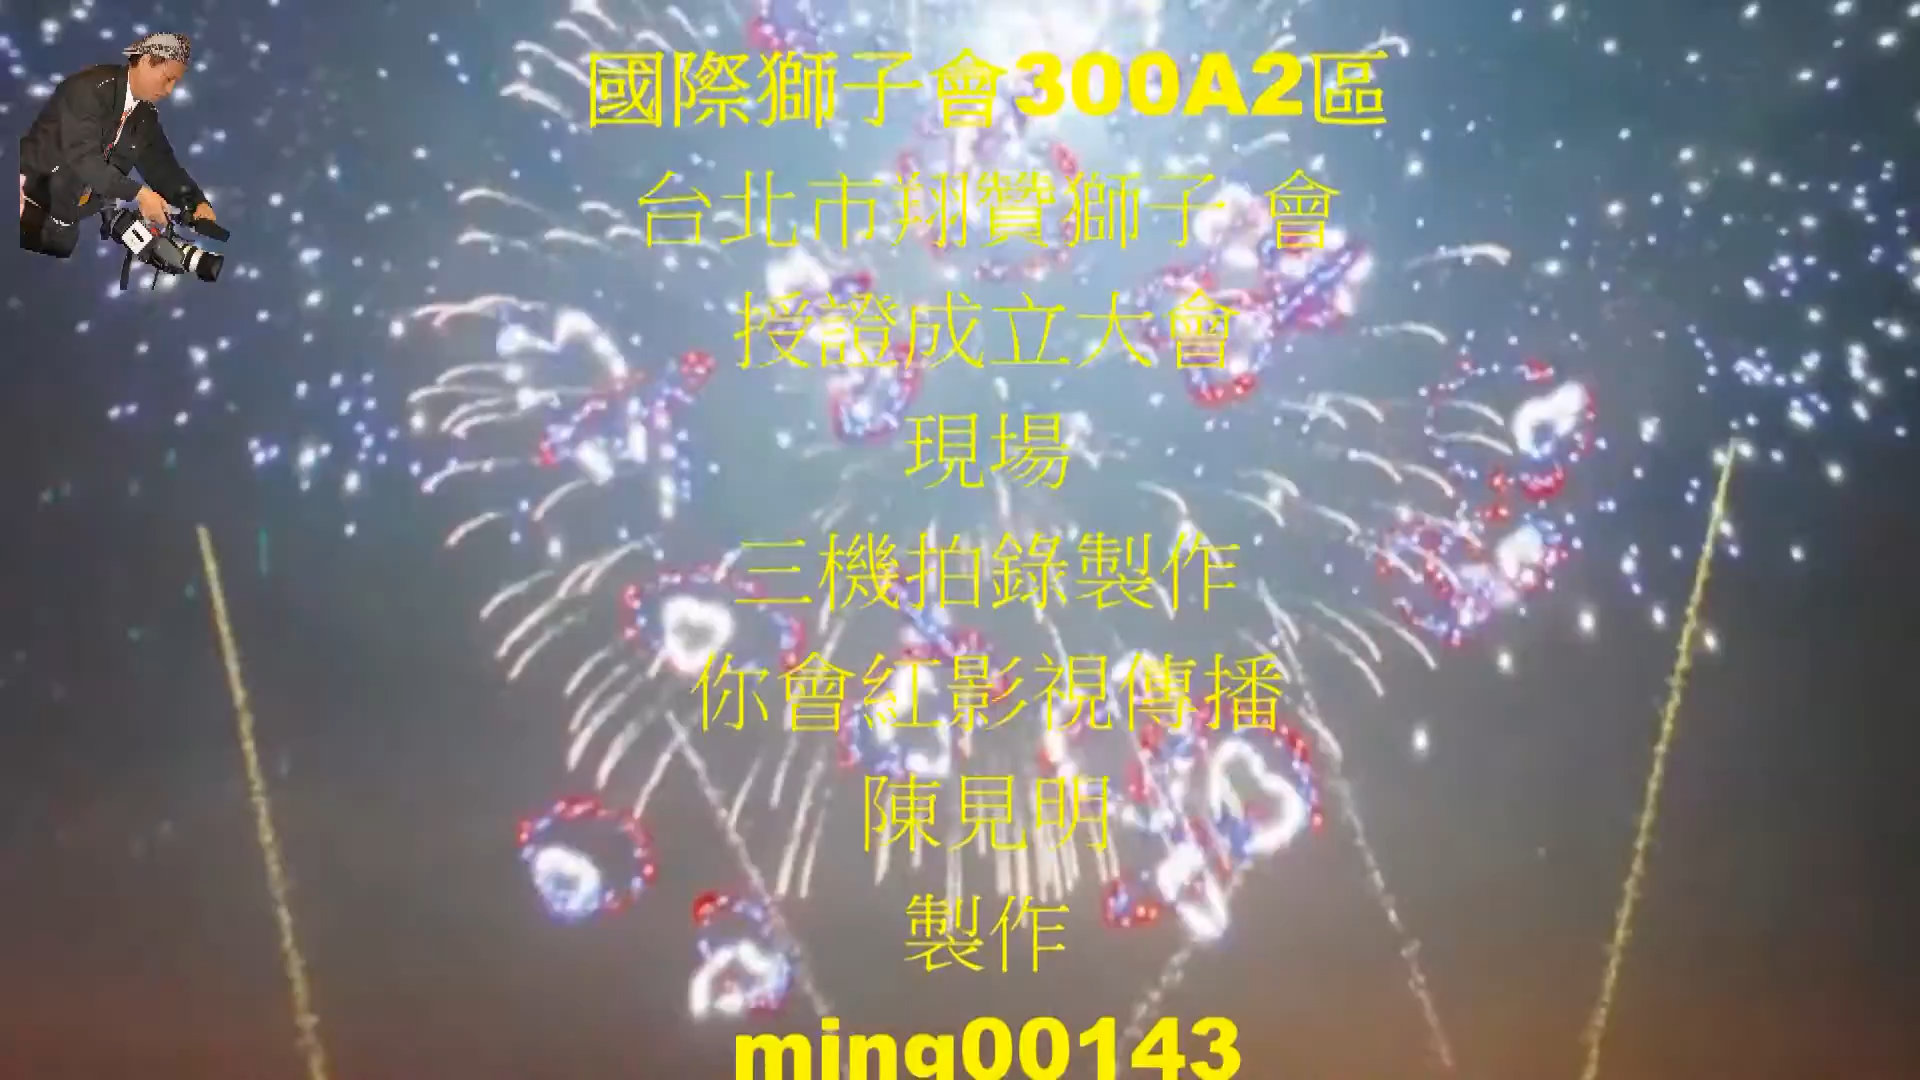 國際獅子會300A2區
台北市翔贊獅子 會
授證成立大會
現場
三機拍錄製作
你會紅影視傳播
陳見明
製作
ming00143